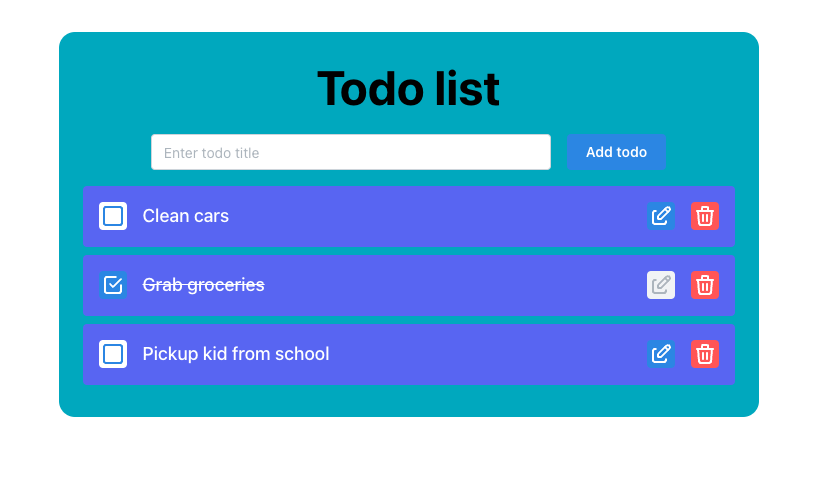 Todo list
Enter todo title
Add todo
Clean cars
Grab groceries
Pickup kid from school